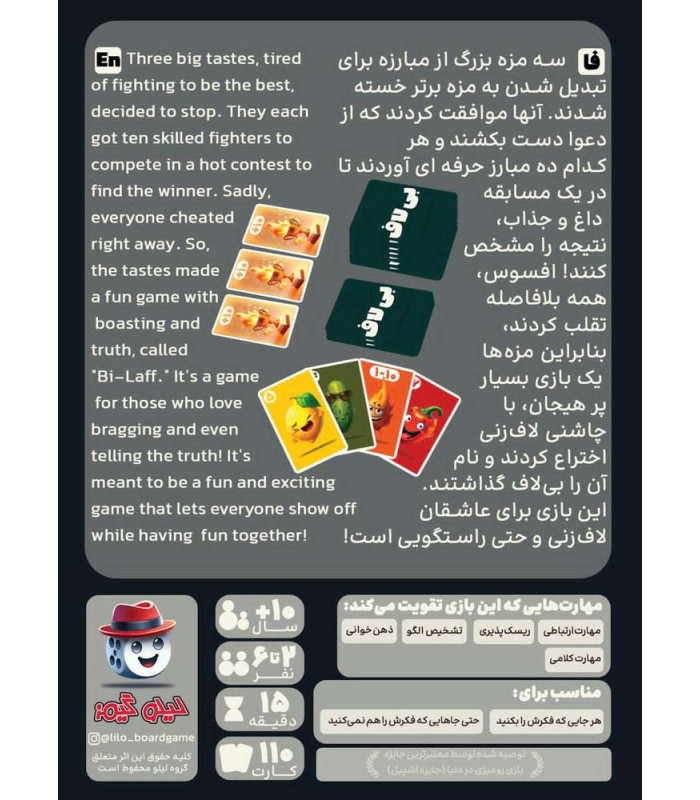 En Three big tastes, tired
of fighting to be the best,
decided to stop. They each
got ten skilled fighters to
compete in a hot contest to
find the winner. Sadly,
everyone cheated
right away. So,
the tastes made
a fun game with
boasting and
truth, called
"Bi-Laff." It's a game
for those who love
bragging and even
telling the truth! It's
meant to be a fun and exciting
game that lets everyone show off
while having fun together!
فا سه مزه بزرگ از مبارزه برای
تبدیل شدن به مزه برتر خسته
شدند. آنها موافقت کردند که از
دعوا دست بکشند و هر
کدام ده مبارز حرفه ای آوردند تا
در یک مسابقه
داغ و جذاب،
نتیجه را مشخص
کنند! افسوس،
همه بلافاصله
تقلب کردند،
بنابراین مزه‌ها
یک بازی بسیار
پر هیجان، با
چاشنی لاف‌زنی
اختراع کردند و نام
آن را بی‌لاف گذاشتند.
این بازی برای عاشقان
لاف‌زنی و حتی راستگویی است!
بی لاف
بی لاف
+۱۰ سال
۲ تا ۶ نفر
۱۵ دقیقه
۱۱۰ کارت
مهارت‌هایی که این بازی تقویت می‌کند:
مهارت ارتباطی
ریسک‌پذیری
تشخیص الگو
ذهن خوانی
مهارت کلامی
مناسب برای:
هر جایی که فکرش را بکنید
حتی جاهایی که فکرش را هم نمی‌کنید
توصیه شده توسط معتبرترین جایزه
بازی رومیزی در دنیا (جایزه اشپیل)
لیلو گیمز
@lilo_boardgame
کلیه حقوق این اثر متعلق
گروه لیلو محفوظ است